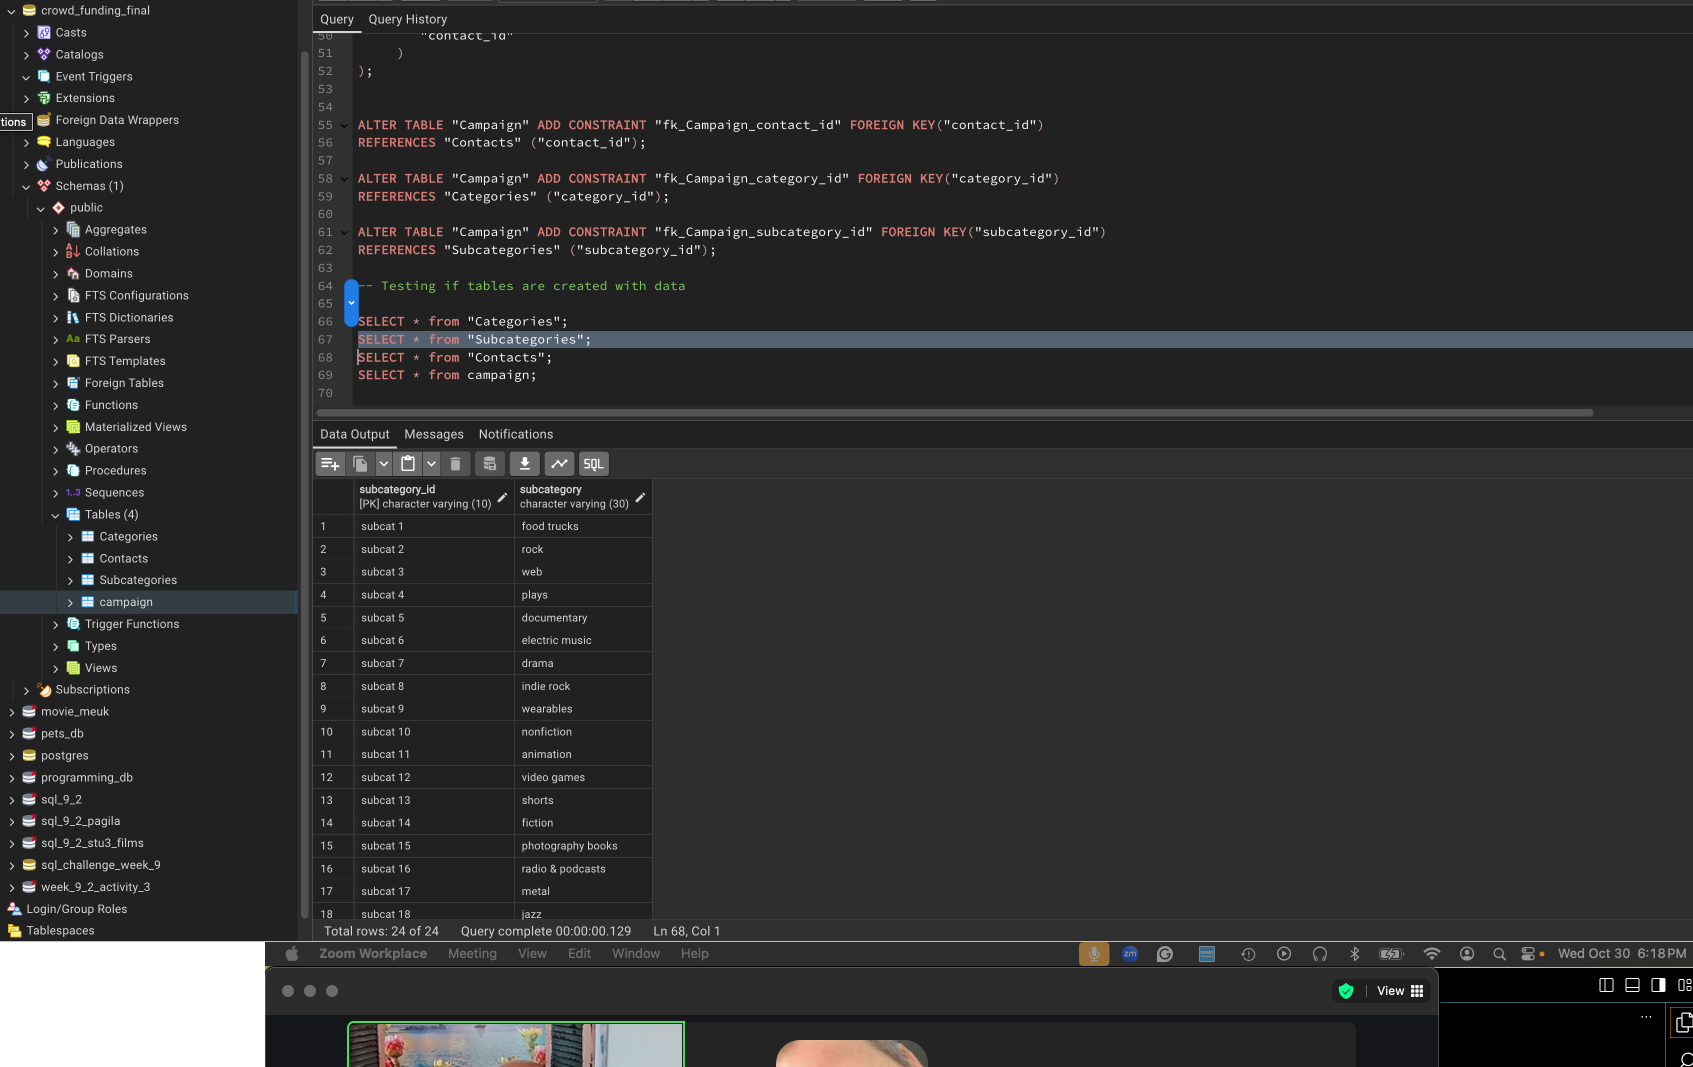 crowd_funding_final
Casts
Catalogs
Event Triggers
Extensions
tions
Foreign Data Wrappers
Languages
Publications
Schemas (1)
public
Aggregates
Collations
Domains
FTS Configurations
FTS Dictionaries
FTS Parsers
FTS Templates
Foreign Tables
Functions
Materialized Views
Operators
Procedures
1..3 Sequences
Tables (4)
Categories
Contacts
Subcategories
campaign
Trigger Functions
Types
Views
Subscriptions
movie_meuk
pets_db
postgres
programming_db
sql_9_2
sql_9_2_pagila
sql_9_2_stu3_films
sql_challenge_week_9
week_9_2_activity_3
Login/Group Roles
Tablespaces
Query Query History
50 "contact_id"
51 )
52 );
53
54
55 ALTER TABLE "Campaign" ADD CONSTRAINT "fk_Campaign_contact_id" FOREIGN KEY("contact_id")
56 REFERENCES "Contacts" ("contact_id");
57
58 ALTER TABLE "Campaign" ADD CONSTRAINT "fk_Campaign_category_id" FOREIGN KEY("category_id")
59 REFERENCES "Categories" ("category_id");
60
61 ALTER TABLE "Campaign" ADD CONSTRAINT "fk_Campaign_subcategory_id" FOREIGN KEY("subcategory_id")
62 REFERENCES "Subcategories" ("subcategory_id");
63
64 -- Testing if tables are created with data
65
66 SELECT * from "Categories";
67 SELECT * from "Subcategories";
68 SELECT * from "Contacts";
69 SELECT * from campaign;
70
Data Output Messages Notifications
SQL
subcategory_id subcategory
[PK] character varying (10) character varying (30)
1 subcat 1 food trucks
2 subcat 2 rock
3 subcat 3 web
4 subcat 4 plays
5 subcat 5 documentary
6 subcat 6 electric music
7 subcat 7 drama
8 subcat 8 indie rock
9 subcat 9 wearables
10 subcat 10 nonfiction
11 subcat 11 animation
12 subcat 12 video games
13 subcat 13 shorts
14 subcat 14 fiction
15 subcat 15 photography books
16 subcat 16 radio & podcasts
17 subcat 17 metal
18 subcat 18 jazz
Total rows: 24 of 24 Query complete 00:00:00.129 Ln 68, Col 1
Zoom Workplace Meeting View Edit Window Help zm Wed Oct 30 6:18 PM
View